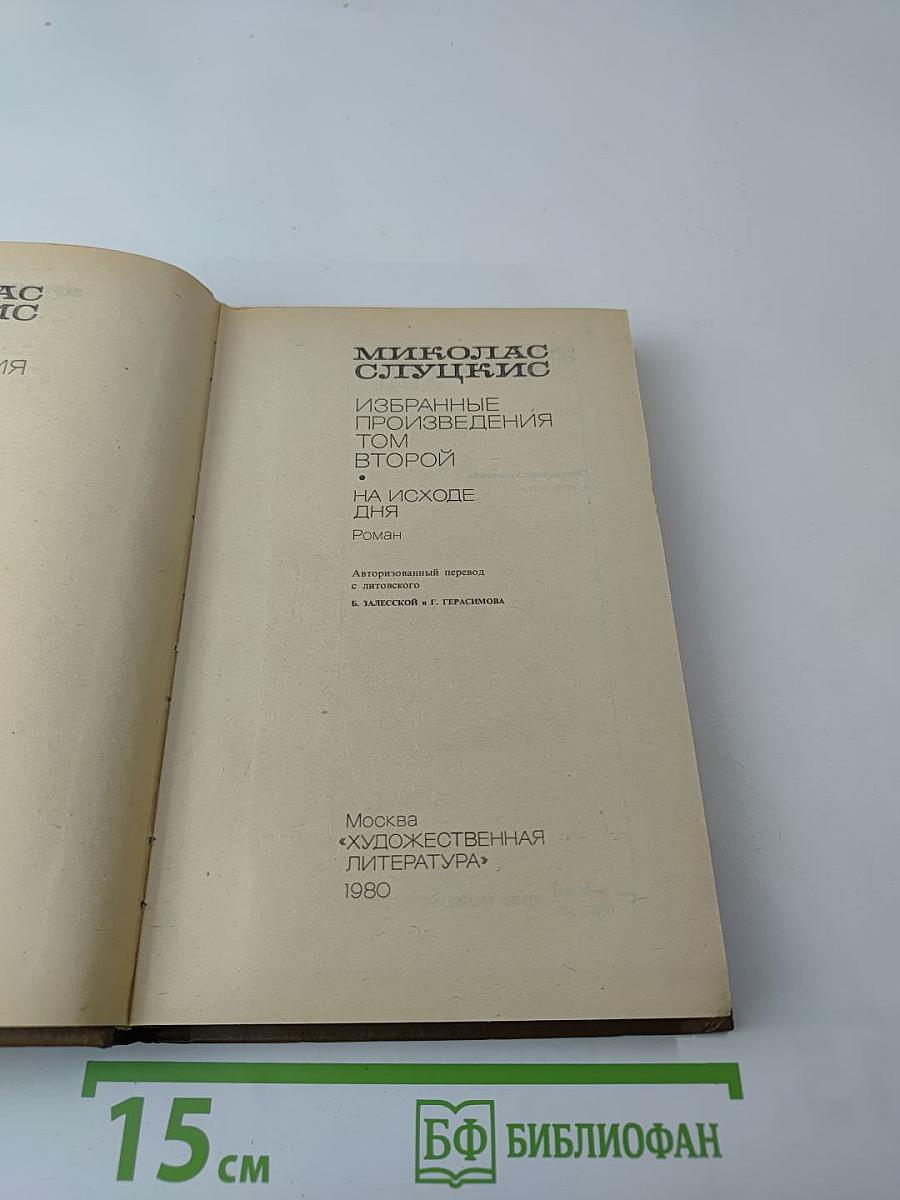 МИКОЛАС
СЛУЦКИС
ИЗБРАННЫЕ
ПРОИЗВЕДЕНИЯ
ТОМ
ВТОРОЙ
•
НА ИСХОДЕ
ДНЯ
Роман
Авторизованный перевод
с литовского
Б. ЗАЛЕССКОЙ и Г. ГЕРАСИМОВА
Москва
«ХУДОЖЕСТВЕННАЯ
ЛИТЕРАТУРА»
1980
15 см
БФ БИБЛИОФАН